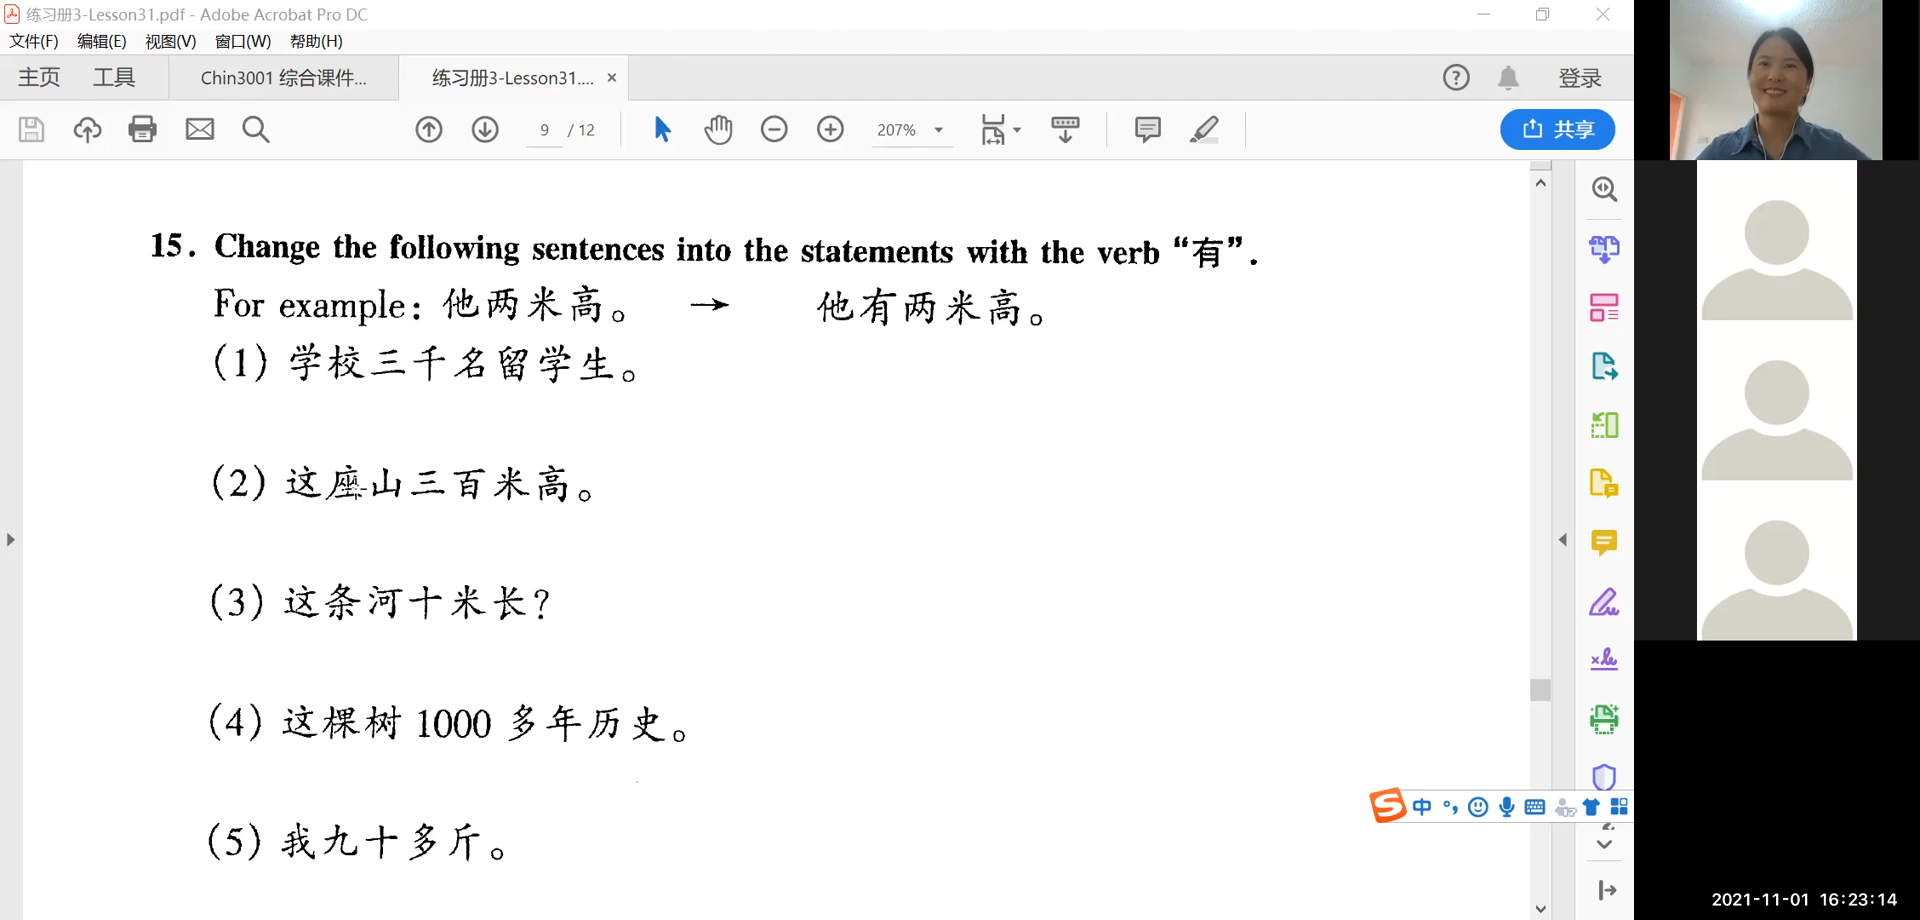 练习册3-Lesson31.pdf - Adobe Acrobat Pro DC
文件(F) 编辑(E) 视图(V) 窗口(W) 帮助(H)
主页 工具 Chin3001 综合课件... 练习册3-Lesson31.... × 登录
9 / 12 207% 共享
15. Change the following sentences into the statements with the verb “有”.
For example: 他两米高。 → 他有两米高。
(1) 学校三千名留学生。
(2) 这座山三百米高。
(3) 这条河十米长?
(4) 这棵树 1000 多年历史。
(5) 我九十多斤。
中
2021-11-01 16:23:14